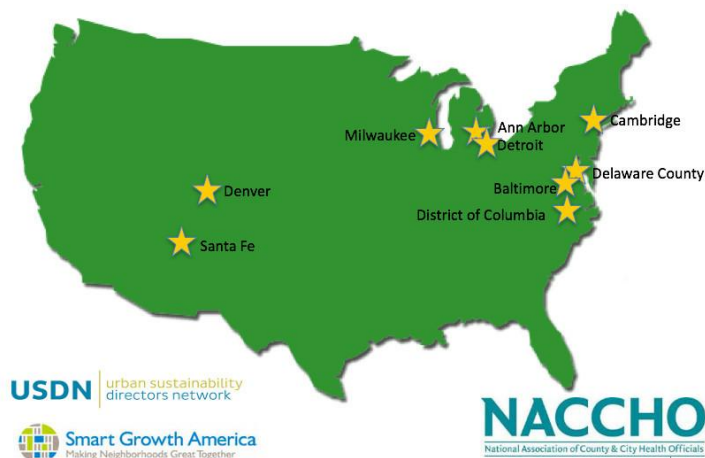 Milwaukee
Ann Arbor
Detroit
Cambridge
Delaware County
Baltimore
District of Columbia
Denver
Santa Fe
USDN urban sustainability
directors network
Smart Growth America
Making Neighborhoods Great Together
NACCHO
National Association of County & City Health Officials